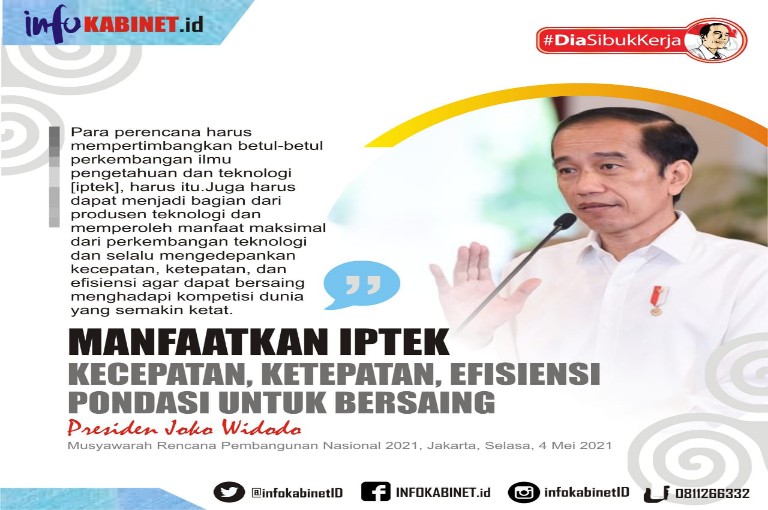 infoKABINET.id
#DiaSibukKerja
Para perencana harus
mempertimbangkan betul-betul
perkembangan ilmu
pengetahuan dan teknologi
[iptek], harus itu.Juga harus
dapat menjadi bagian dari
produsen teknologi dan
memperoleh manfaat maksimal
dari perkembangan teknologi
dan selalu mengedepankan
kecepatan, ketepatan, dan
efisiensi agar dapat bersaing
menghadapi kompetisi dunia
yang semakin ketat.
MANFAATKAN IPTEK
KECEPATAN, KETEPATAN, EFISIENSI
PONDASI UNTUK BERSAING
Presiden Joko Widodo
Musyawarah Rencana Pembangunan Nasional 2021, Jakarta, Selasa, 4 Mei 2021
@infokabinetID INFOKABINET.id infokabinetID 0811266332